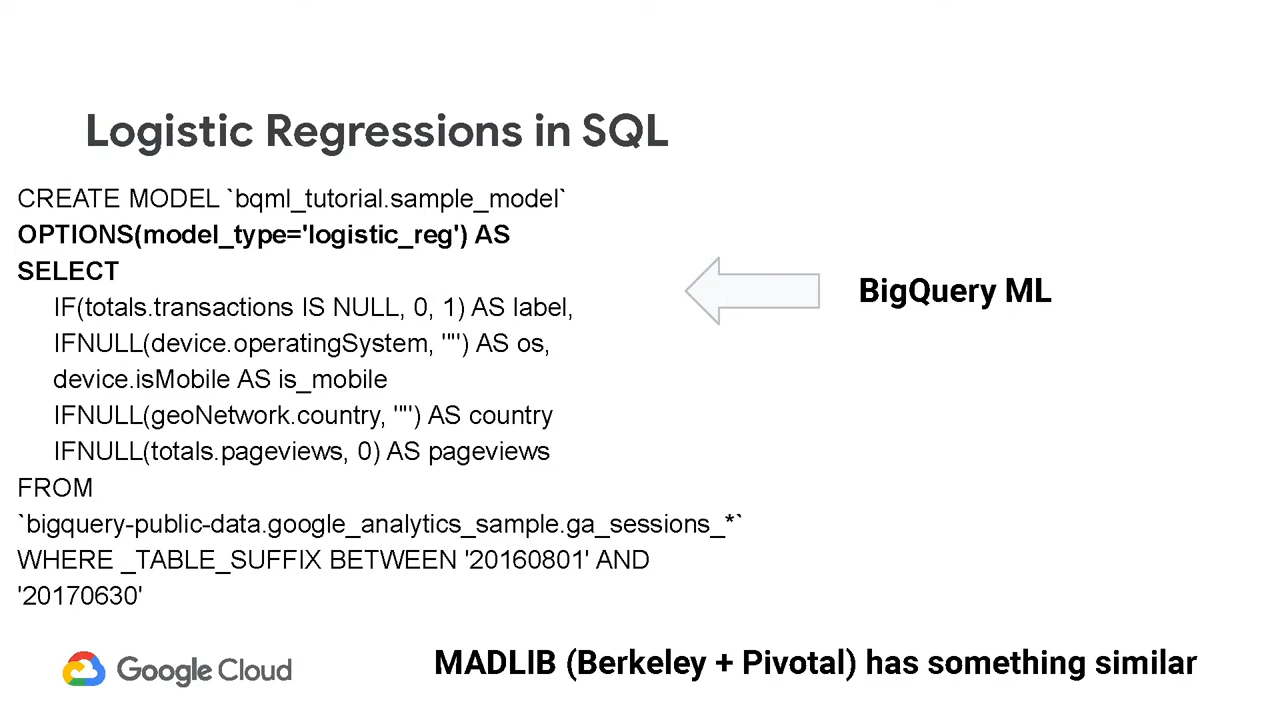 Logistic Regressions in SQL
CREATE MODEL `bqml_tutorial.sample_model`
OPTIONS(model_type='logistic_reg') AS
SELECT
IF(totals.transactions IS NULL, 0, 1) AS label,
IFNULL(device.operatingSystem, "") AS os,
device.isMobile AS is_mobile
IFNULL(geoNetwork.country, "") AS country
IFNULL(totals.pageviews, 0) AS pageviews
FROM
`bigquery-public-data.google_analytics_sample.ga_sessions_*`
WHERE _TABLE_SUFFIX BETWEEN '20160801' AND
'20170630'
BigQuery ML
Google Cloud
MADLIB (Berkeley + Pivotal) has something similar